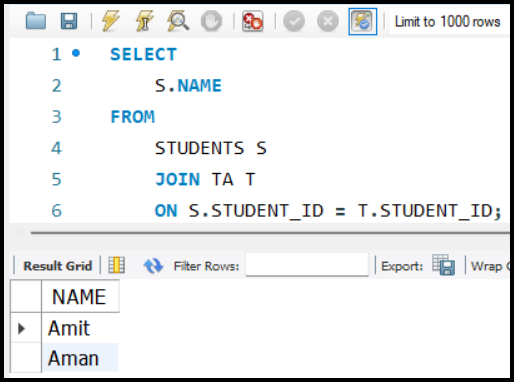 Limit to 1000 rows
1 SELECT
2 S.NAME
3 FROM
4 STUDENTS S
5 JOIN TA T
6 ON S.STUDENT_ID = T.STUDENT_ID;
Result Grid Filter Rows: Export: Wrap
NAME
Amit
Aman